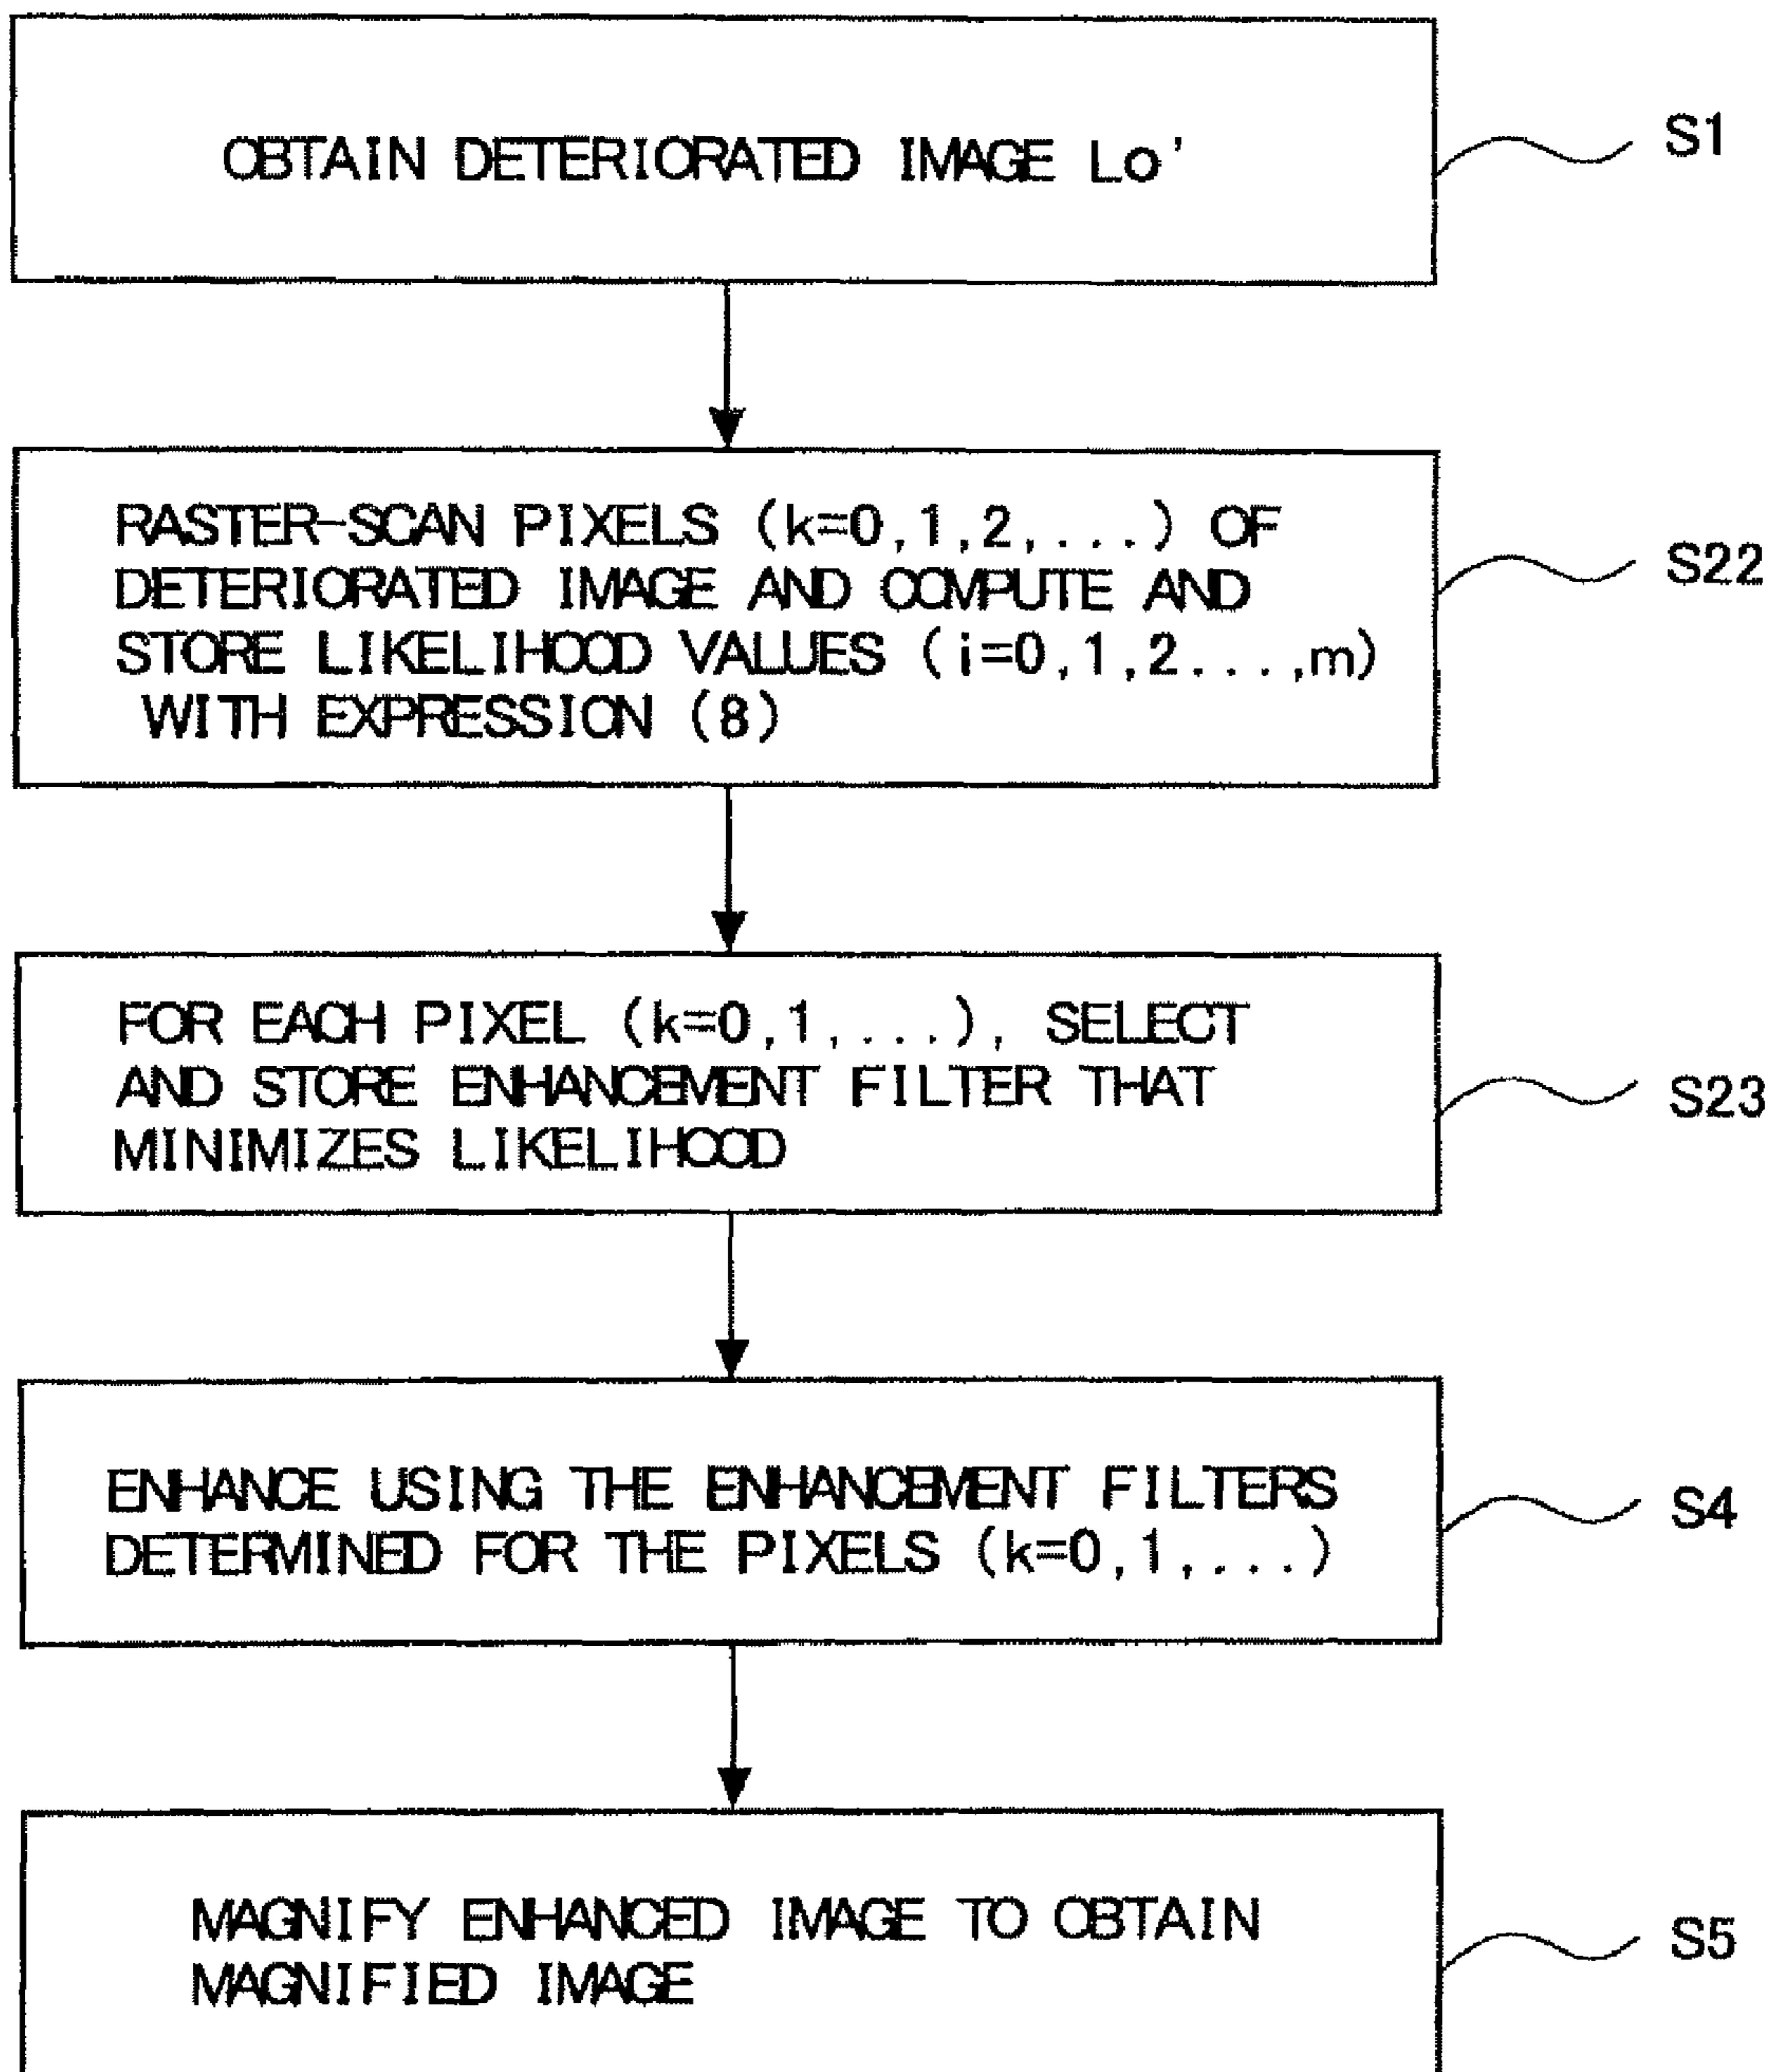 OBTAIN DETERIORATED IMAGE Lo'
S1
RASTER-SCAN PIXELS (k=0,1,2,...) OF
DETERIORATED IMAGE AND COMPUTE AND
STORE LIKELIHOOD VALUES (i=0,1,2...,m)
WITH EXPRESSION (8)
S22
FOR EACH PIXEL (k=0,1,...), SELECT
AND STORE ENHANCEMENT FILTER THAT
MINIMIZES LIKELIHOOD
S23
ENHANCE USING THE ENHANCEMENT FILTERS
DETERMINED FOR THE PIXELS (k=0,1,...)
S4
MAGNIFY ENHANCED IMAGE TO OBTAIN
MAGNIFIED IMAGE
S5